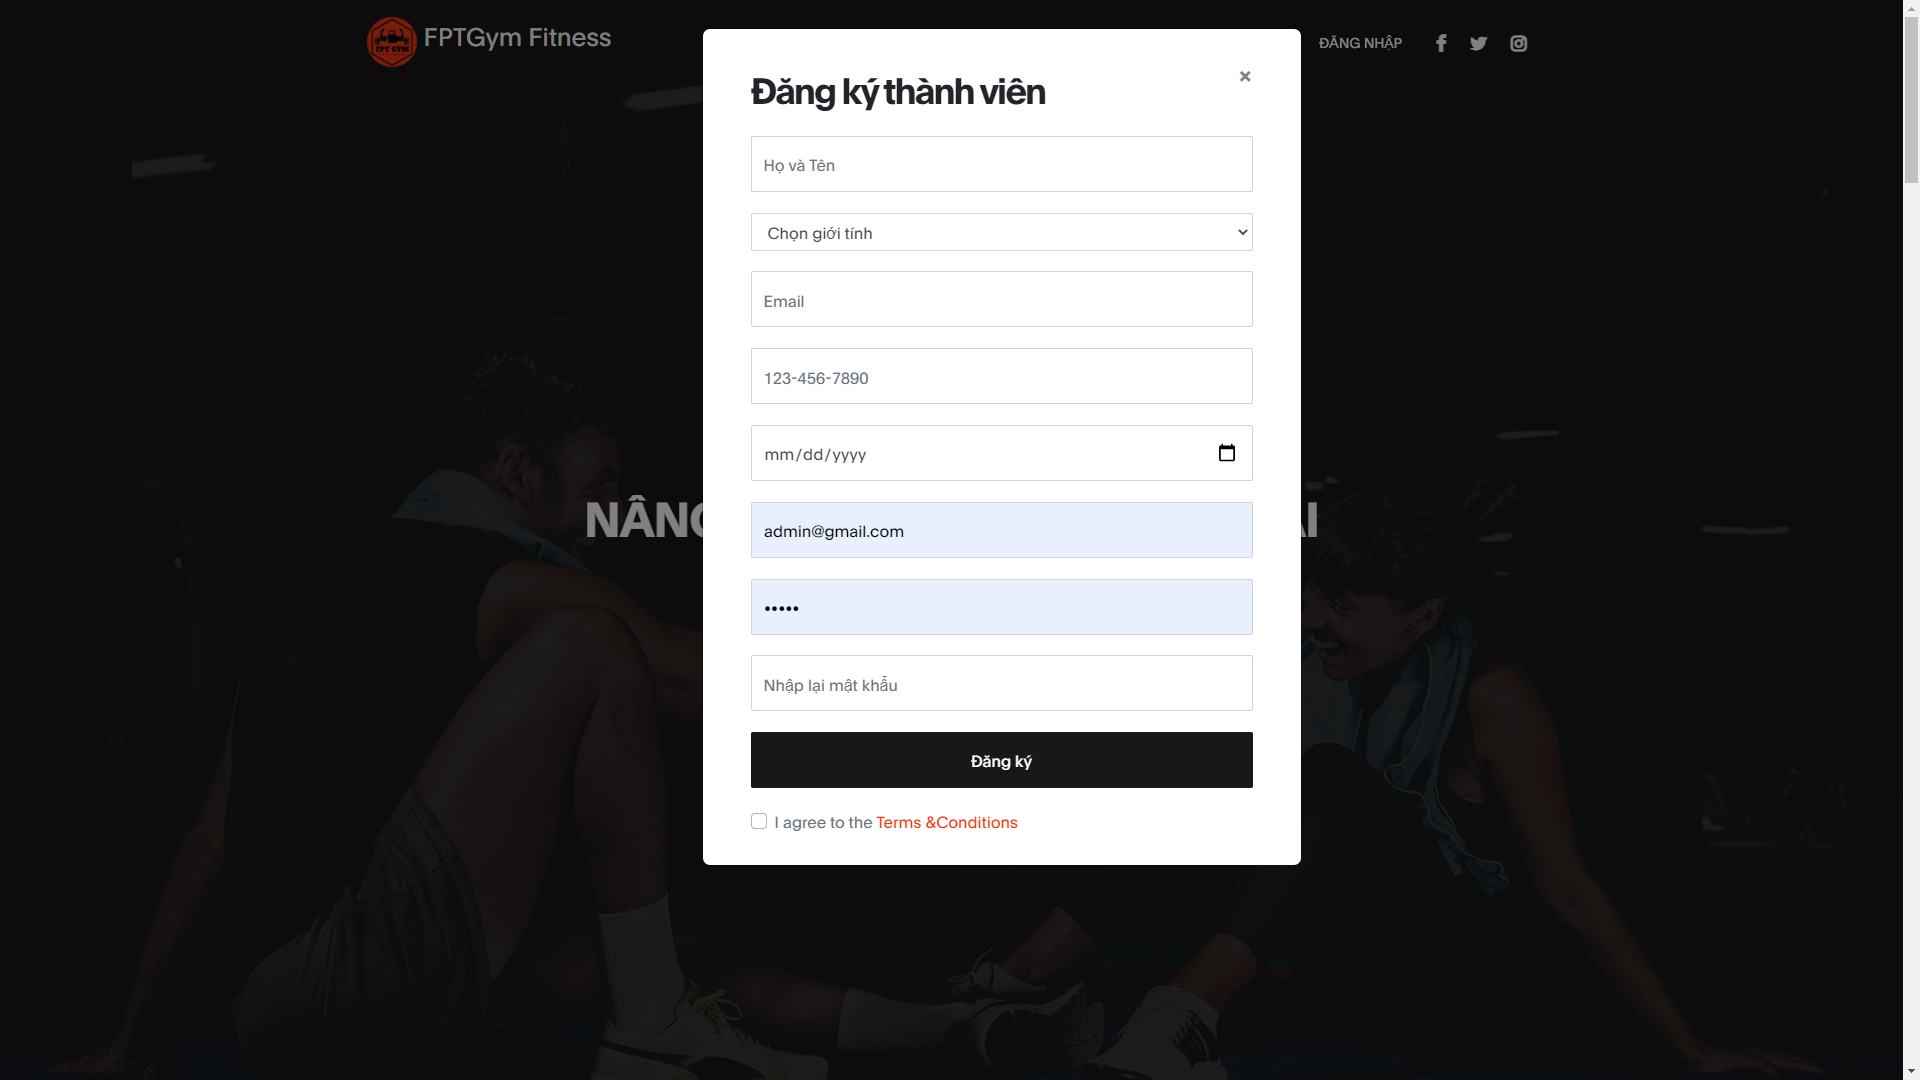 FPT GYM
FPTGym Fitness
ĐĂNG NHẬP
Đăng ký thành viên
×
Họ và Tên
Chọn giới tính
Email
123-456-7890
mm/dd/yyyy
NÂN
AI
admin@gmail.com
•••••
Nhập lại mật khẩu
Đăng ký
I agree to the Terms &Conditions